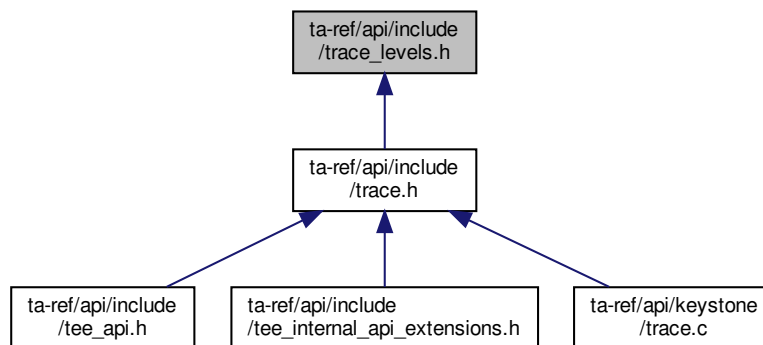 ta-ref/api/include
/trace_levels.h
ta-ref/api/include
/trace.h
ta-ref/api/include
/tee_api.h
ta-ref/api/include
/tee_internal_api_extensions.h
ta-ref/api/keystone
/trace.c